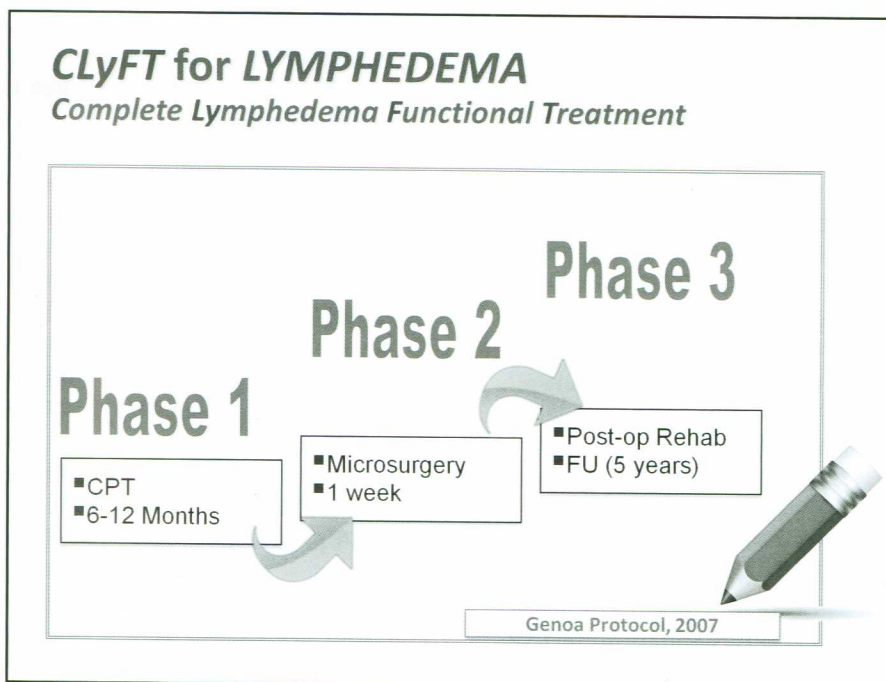 CLyFT for LYMPHEDEMA
Complete Lymphedema Functional Treatment
Phase 1
▪CPT
▪6-12 Months
Phase 2
▪Microsurgery
▪1 week
Phase 3
▪Post-op Rehab
▪FU (5 years)
Genoa Protocol, 2007